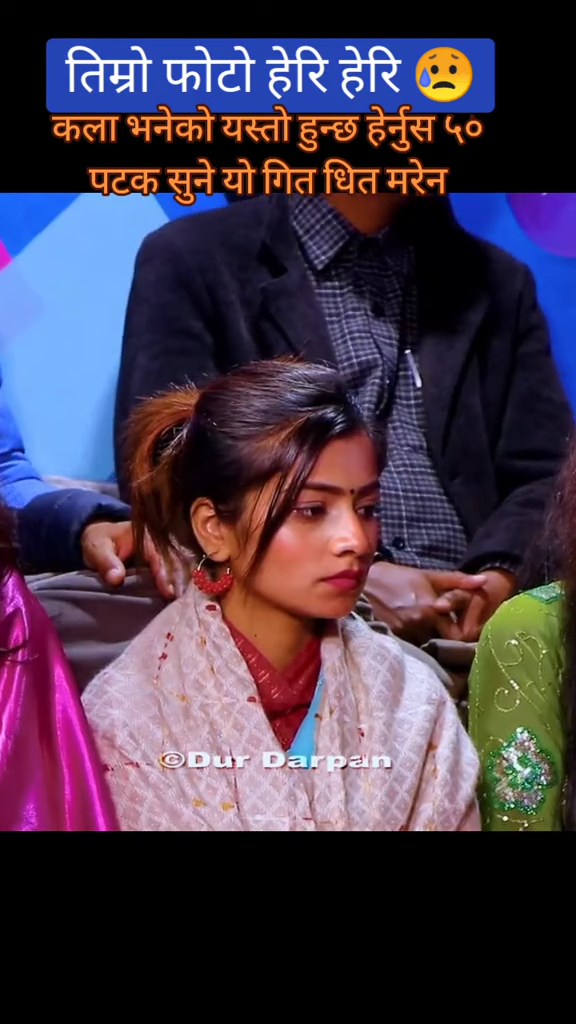 तिम्रो फोटो हेरि हेरि 😥
कला भनेको यस्तो हुन्छ हेर्नुस ५०
पटक सुने यो गित धित मरेन
©Dur Darpan